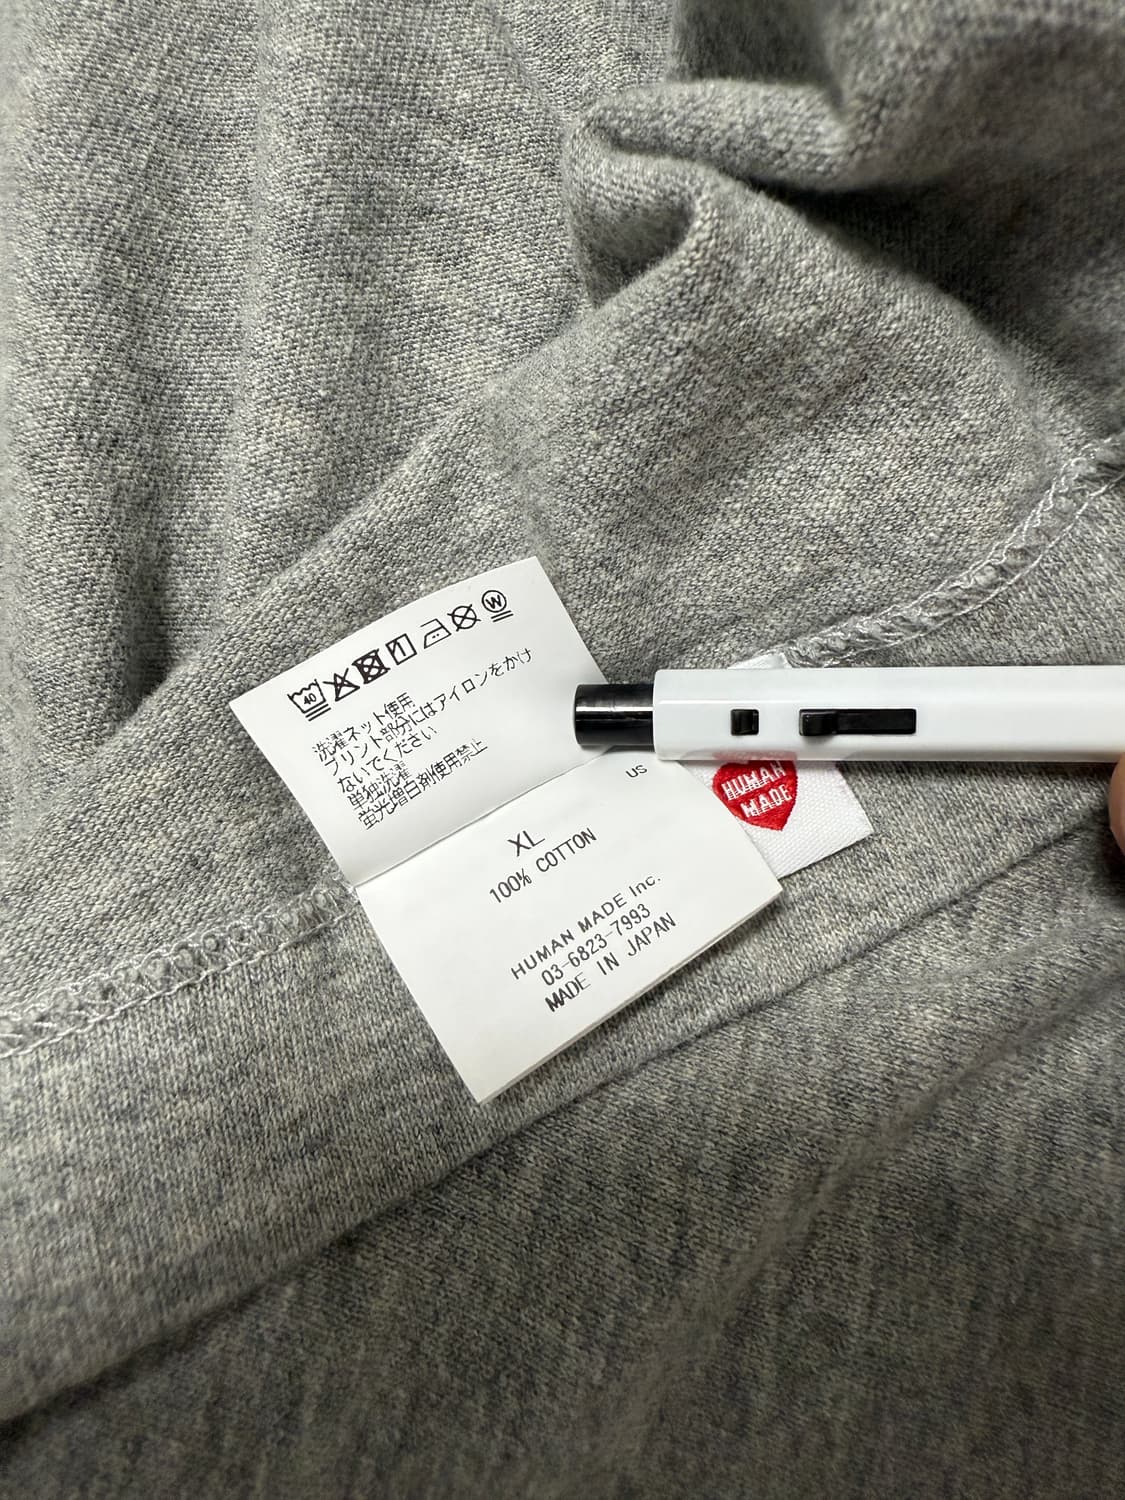 40
W
洗濯ネット使用
プリント部分にはアイロンをかけ
ないでください
単独洗濯
蛍光増白剤使用禁止
US
XL
100% COTTON
HUMAN MADE Inc.
03-6823-7993
MADE IN JAPAN
HUMAN
MADE